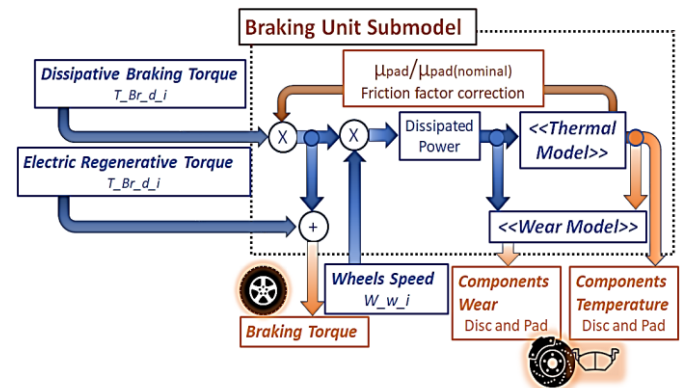 Braking Unit Submodel
Dissipative Braking Torque
T_Br_d_i
μpad/μpad(nominal)
Friction factor correction
X
X
Dissipated
Power
<<Thermal
Model>>
Electric Regenerative Torque
T_Br_d_i
+
<<Wear Model>>
Wheels Speed
W_w_i
Braking Torque
Components
Wear
Disc and Pad
Components
Temperature
Disc and Pad